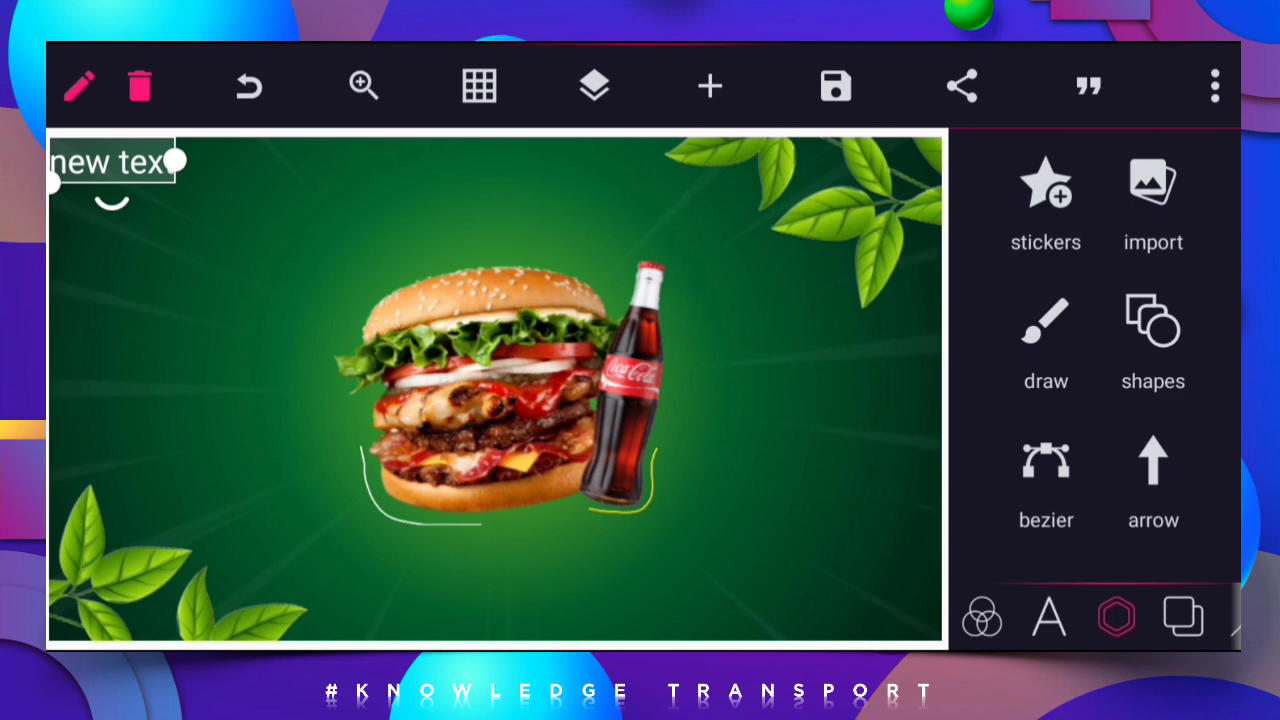 new tex
stickers
import
draw
shapes
bezier
arrow
Coca-Cola
#KNOWLEDGE TRANSPORT